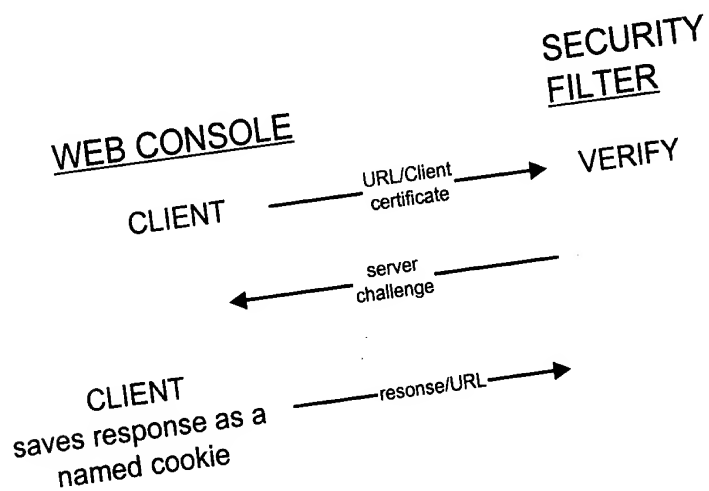 SECURITY
FILTER
WEB CONSOLE
CLIENT
URL/Client
certificate
VERIFY
server
challenge
CLIENT
saves response as a
named cookie
resonse/URL